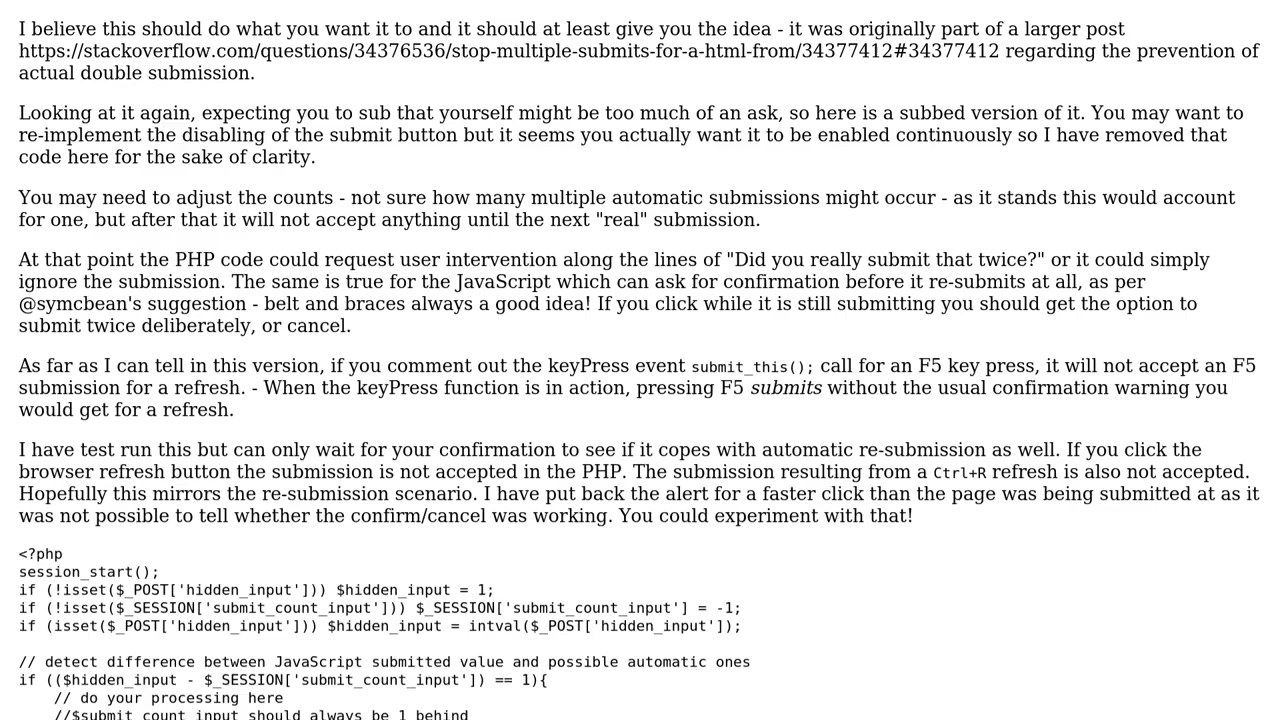 I believe this should do what you want it to and it should at least give you the idea - it was originally part of a larger post
https://stackoverflow.com/questions/34376536/stop-multiple-submits-for-a-html-from/34377412#34377412 regarding the prevention of
actual double submission.
Looking at it again, expecting you to sub that yourself might be too much of an ask, so here is a subbed version of it. You may want to
re-implement the disabling of the submit button but it seems you actually want it to be enabled continuously so I have removed that
code here for the sake of clarity.
You may need to adjust the counts - not sure how many multiple automatic submissions might occur - as it stands this would account
for one, but after that it will not accept anything until the next "real" submission.
At that point the PHP code could request user intervention along the lines of "Did you really submit that twice?" or it could simply
ignore the submission. The same is true for the JavaScript which can ask for confirmation before it re-submits at all, as per
@symcbean's suggestion - belt and braces always a good idea! If you click while it is still submitting you should get the option to
submit twice deliberately, or cancel.
As far as I can tell in this version, if you comment out the keyPress event submit_this(); call for an F5 key press, it will not accept an F5
submission for a refresh. - When the keyPress function is in action, pressing F5 submits without the usual confirmation warning you
would get for a refresh.
I have test run this but can only wait for your confirmation to see if it copes with automatic re-submission as well. If you click the
browser refresh button the submission is not accepted in the PHP. The submission resulting from a Ctrl+R refresh is also not accepted.
Hopefully this mirrors the re-submission scenario. I have put back the alert for a faster click than the page was being submitted at as it
was not possible to tell whether the confirm/cancel was working. You could experiment with that!
<?php
session_start();
if (!isset($_POST['hidden_input'])) $hidden_input = 1;
if (!isset($_SESSION['submit_count_input'])) $_SESSION['submit_count_input'] = -1;
if (isset($_POST['hidden_input'])) $hidden_input = intval($_POST['hidden_input']);
// detect difference between JavaScript submitted value and possible automatic ones
if (($hidden_input - $_SESSION['submit_count_input']) == 1){
    // do your processing here
    //$submit_count_input should always be 1 behind